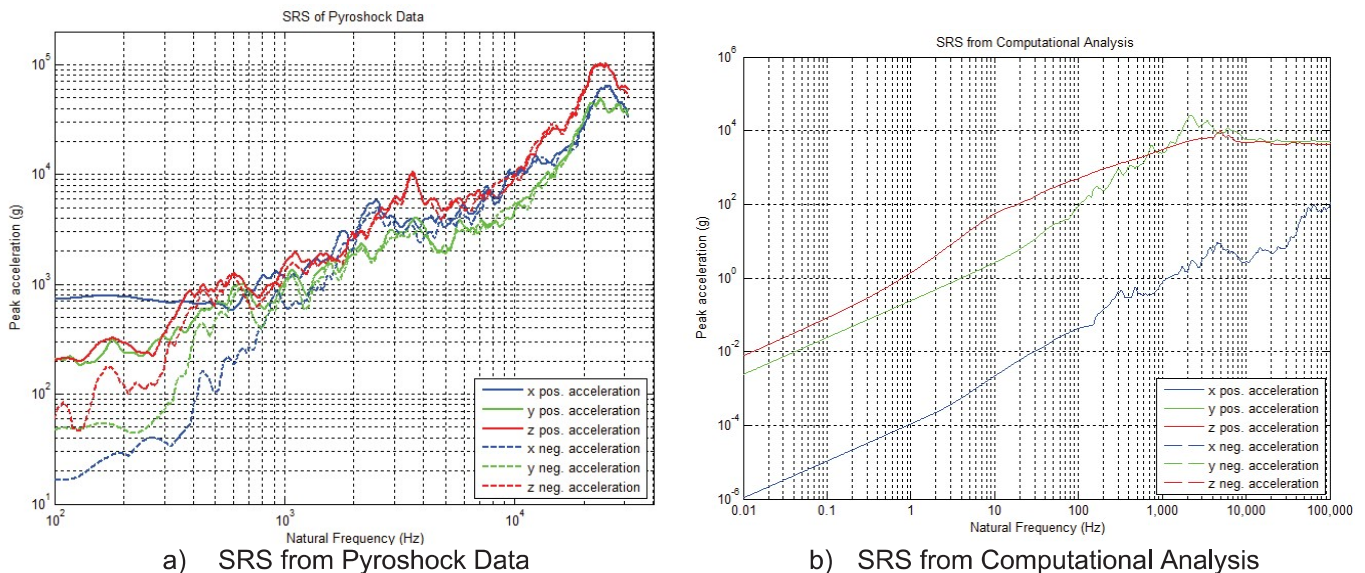 SRS of Pyroshock Data
Peak acceleration (g)
10^5
10^4
10^3
10^2
10^1
10^2
10^3
10^4
Natural Frequency (Hz)
x pos. acceleration
y pos. acceleration
z pos. acceleration
x neg. acceleration
y neg. acceleration
z neg. acceleration
a) SRS from Pyroshock Data
SRS from Computational Analysis
Peak acceleration (g)
10^6
10^4
10^2
10^0
10^-2
10^-4
10^-6
0.01
0.1
1
10
100
1,000
10,000
100,000
Natural Frequency (Hz)
x pos. acceleration
y pos. acceleration
z pos. acceleration
x neg. acceleration
y neg. acceleration
z neg. acceleration
b) SRS from Computational Analysis